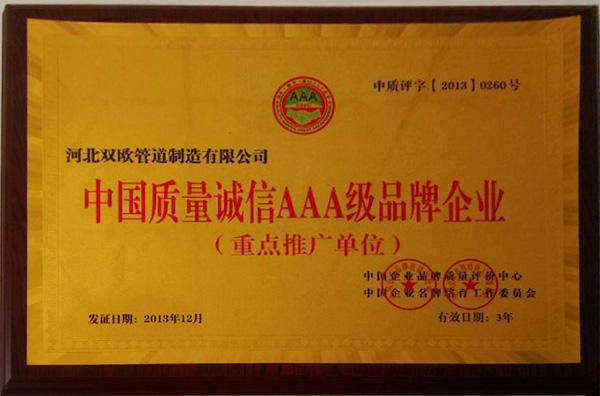 AAA
中质评字【2013】0260号
河北双欧管道制造有限公司
中国质量诚信AAA级品牌企业
（重点推广单位）
中国企业品牌质量评价中心
中国企业名牌培育工作委员会
发证日期：2013年12月
有效日期：3年